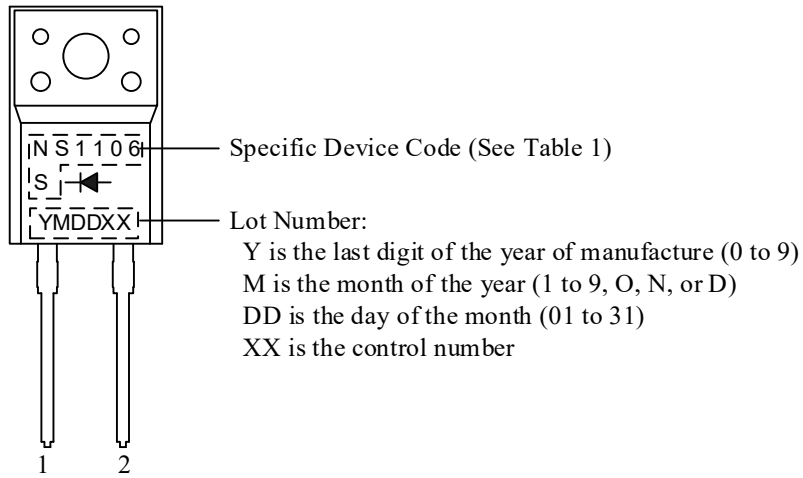 NS1106 Specific Device Code (See Table 1)
S
YMDDXX Lot Number:
Y is the last digit of the year of manufacture (0 to 9)
M is the month of the year (1 to 9, O, N, or D)
DD is the day of the month (01 to 31)
XX is the control number
1 2